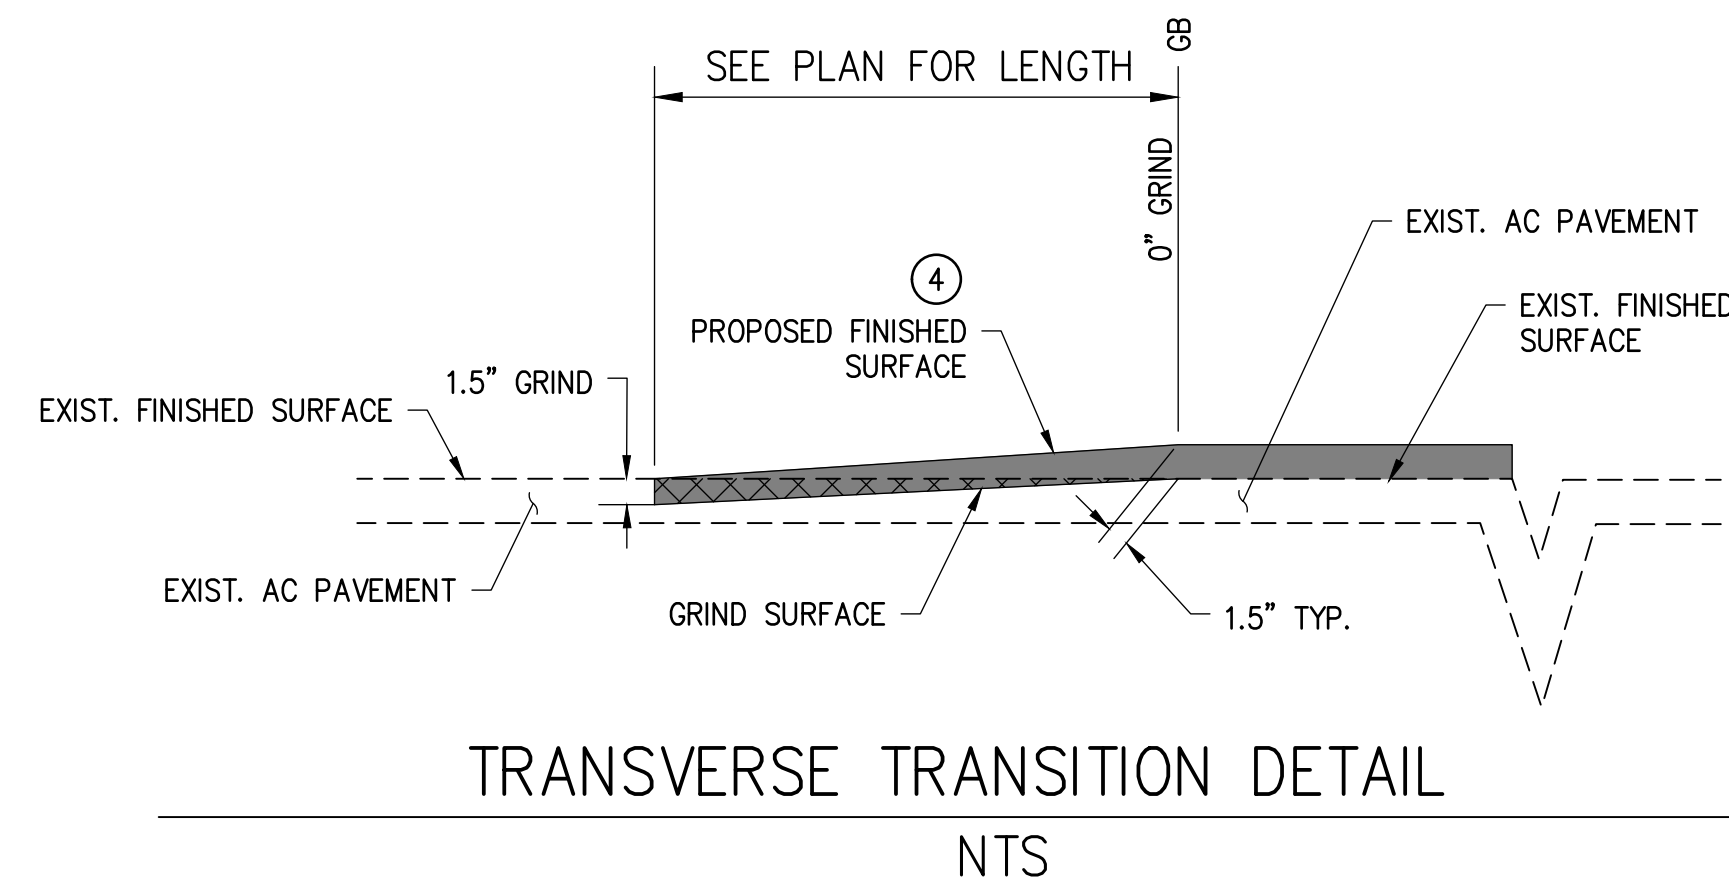 GB
SEE PLAN FOR LENGTH
0” GRIND
EXIST. AC PAVEMENT
4
EXIST. FINISHED
SURFACE
PROPOSED FINISHED
SURFACE
1.5” GRIND
EXIST. FINISHED SURFACE
EXIST. AC PAVEMENT
GRIND SURFACE
1.5” TYP.
TRANSVERSE TRANSITION DETAIL
NTS